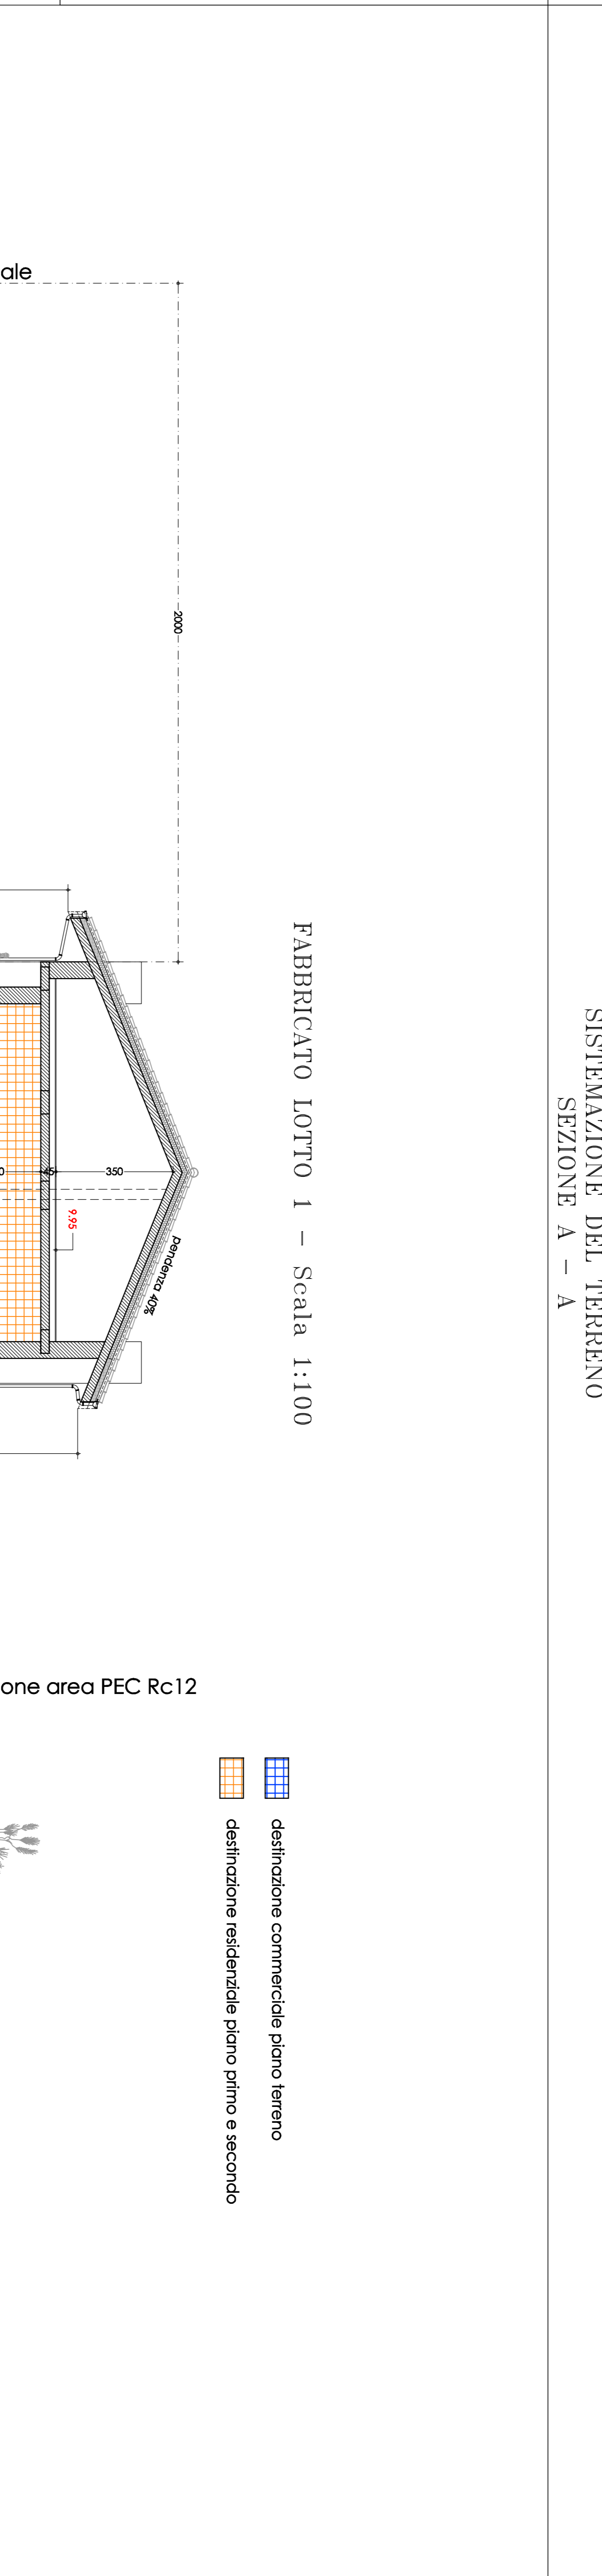 SISTEMAZIONE DEL TERRENO
SEZIONE A - A
FABBRICATO LOTTO 1 - Scala 1:100
ale
2000
350
45
0
9.95
pendenza 40%
one area PEC Rc12
destinazione commerciale piano terreno
destinazione residenziale piano primo e secondo